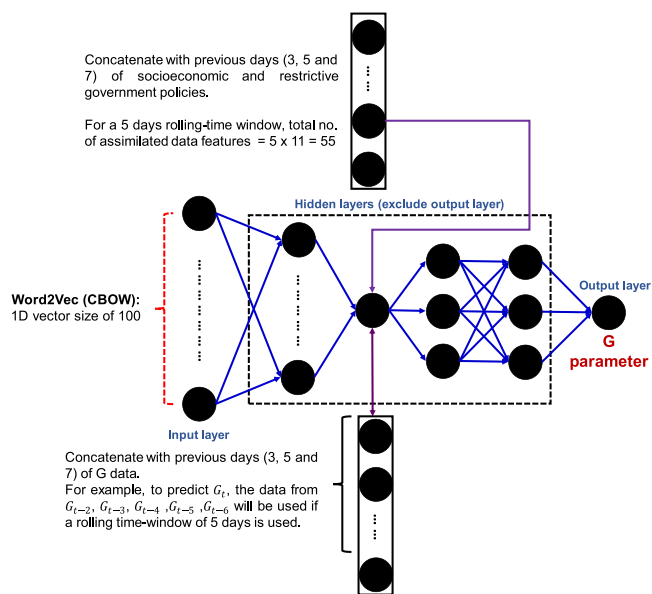 Concatenate with previous days (3, 5 and
7) of socioeconomic and restrictive
government policies.
For a 5 days rolling-time window, total no.
of assimilated data features = 5 x 11 = 55
Hidden layers (exclude output layer)
Word2Vec (CBOW):
1D vector size of 100
Output layer
G
parameter
Input layer
Concatenate with previous days (3, 5 and
7) of G data.
For example, to predict G_t, the data from
G_{t−2}, G_{t−3}, G_{t−4} ,G_{t−5} ,G_{t−6} will be used if
a rolling time-window of 5 days is used.